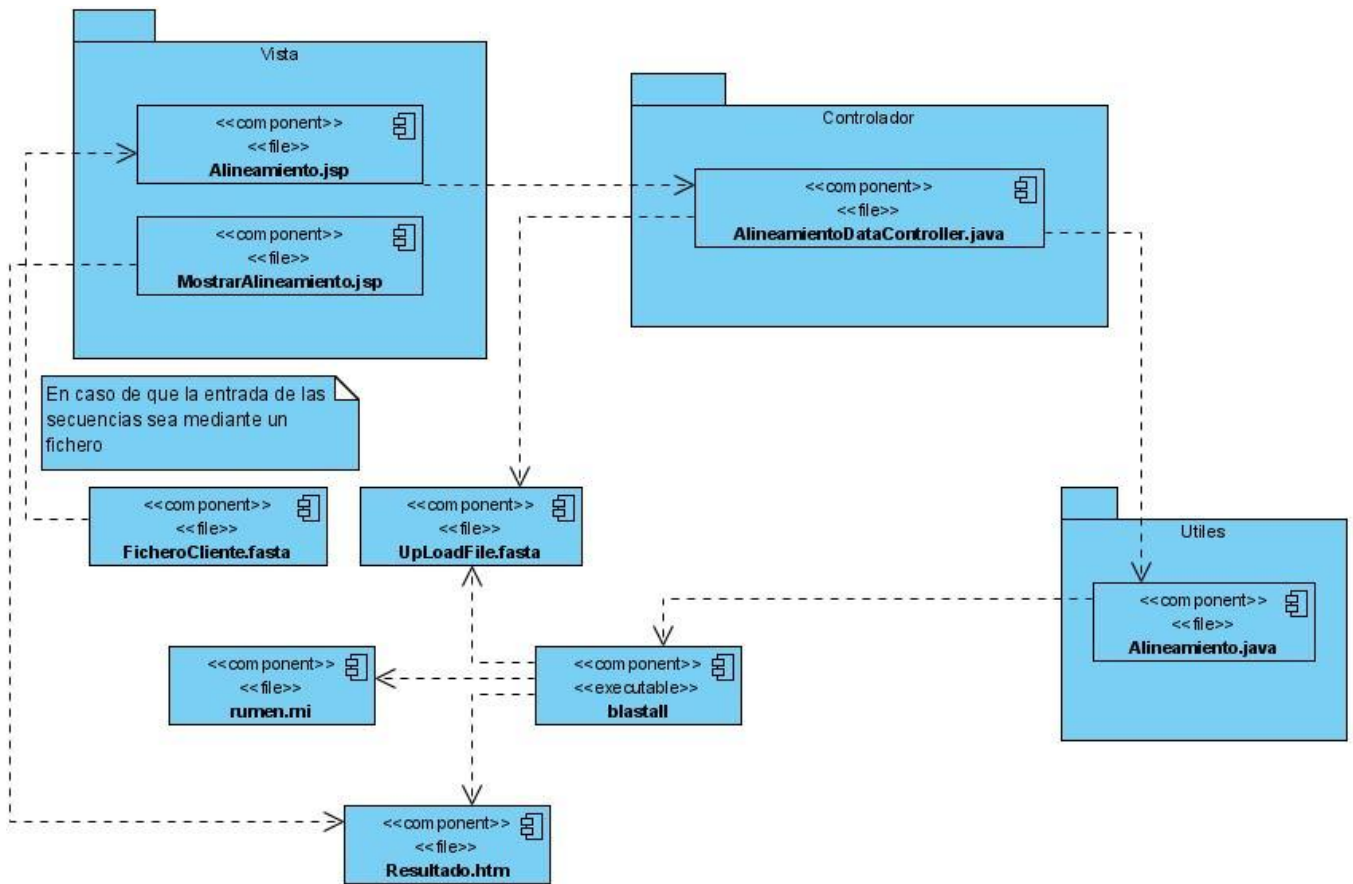 Vista
<<component>>
<<file>>
Alineamiento.jsp
<<component>>
<<file>>
MostrarAlineamiento.jsp
Controlador
<<component>>
<<file>>
AlineamientoDataController.java
En caso de que la entrada de las
secuencias sea mediante un
fichero
<<component>>
<<file>>
FicheroCliente.fasta
<<component>>
<<file>>
UpLoadFile.fasta
Utiles
<<component>>
<<file>>
Alineamiento.java
<<component>>
<<file>>
rumen.mi
<<component>>
<<executable>>
blastall
<<component>>
<<file>>
Resultado.htm